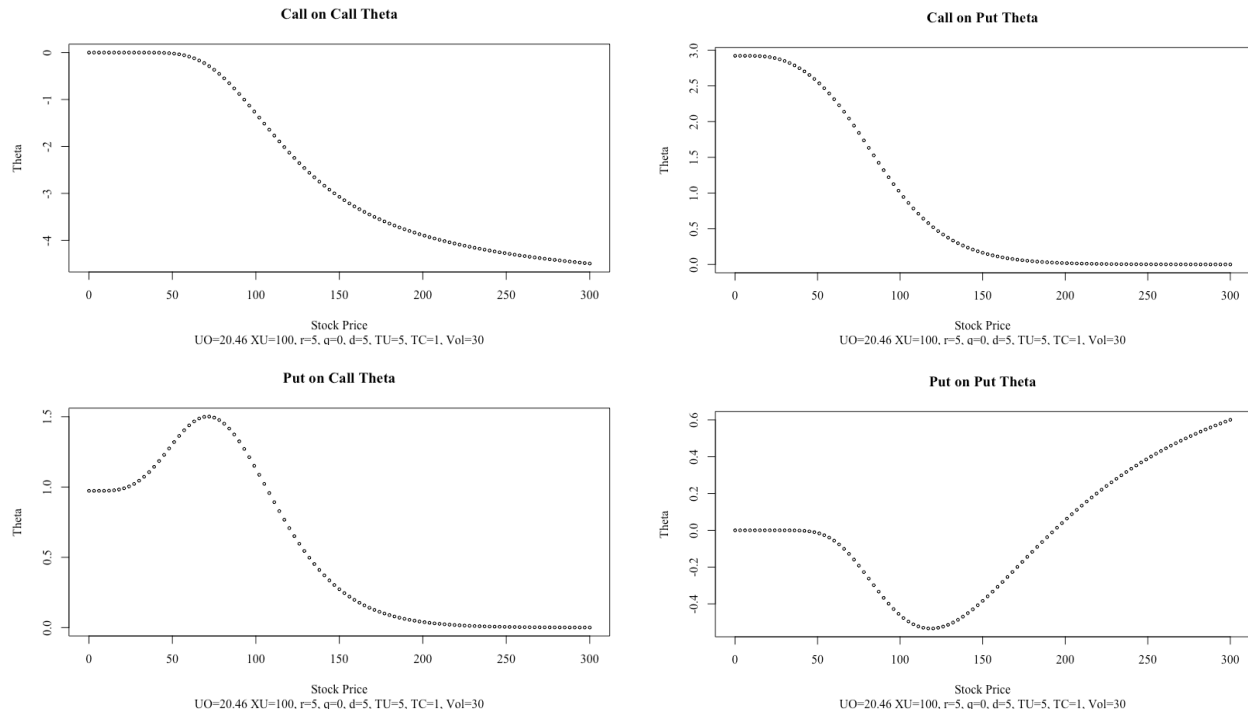 Call on Call Theta
0
-1
-2
-3
-4
Theta
0 50 100 150 200 250 300
Stock Price
UO=20.46 XU=100, r=5, q=0, d=5, TU=5, TC=1, Vol=30
Call on Put Theta
3.0
2.5
2.0
1.5
1.0
0.5
0.0
Theta
0 50 100 150 200 250 300
Stock Price
UO=20.46 XU=100, r=5, q=0, d=5, TU=5, TC=1, Vol=30
Put on Call Theta
1.5
1.0
0.5
0.0
Theta
0 50 100 150 200 250 300
Stock Price
UO=20.46 XU=100, r=5, q=0, d=5, TU=5, TC=1, Vol=30
Put on Put Theta
0.6
0.4
0.2
0.0
-0.2
-0.4
Theta
0 50 100 150 200 250 300
Stock Price
UO=20.46 XU=100, r=5, q=0, d=5, TU=5, TC=1, Vol=30